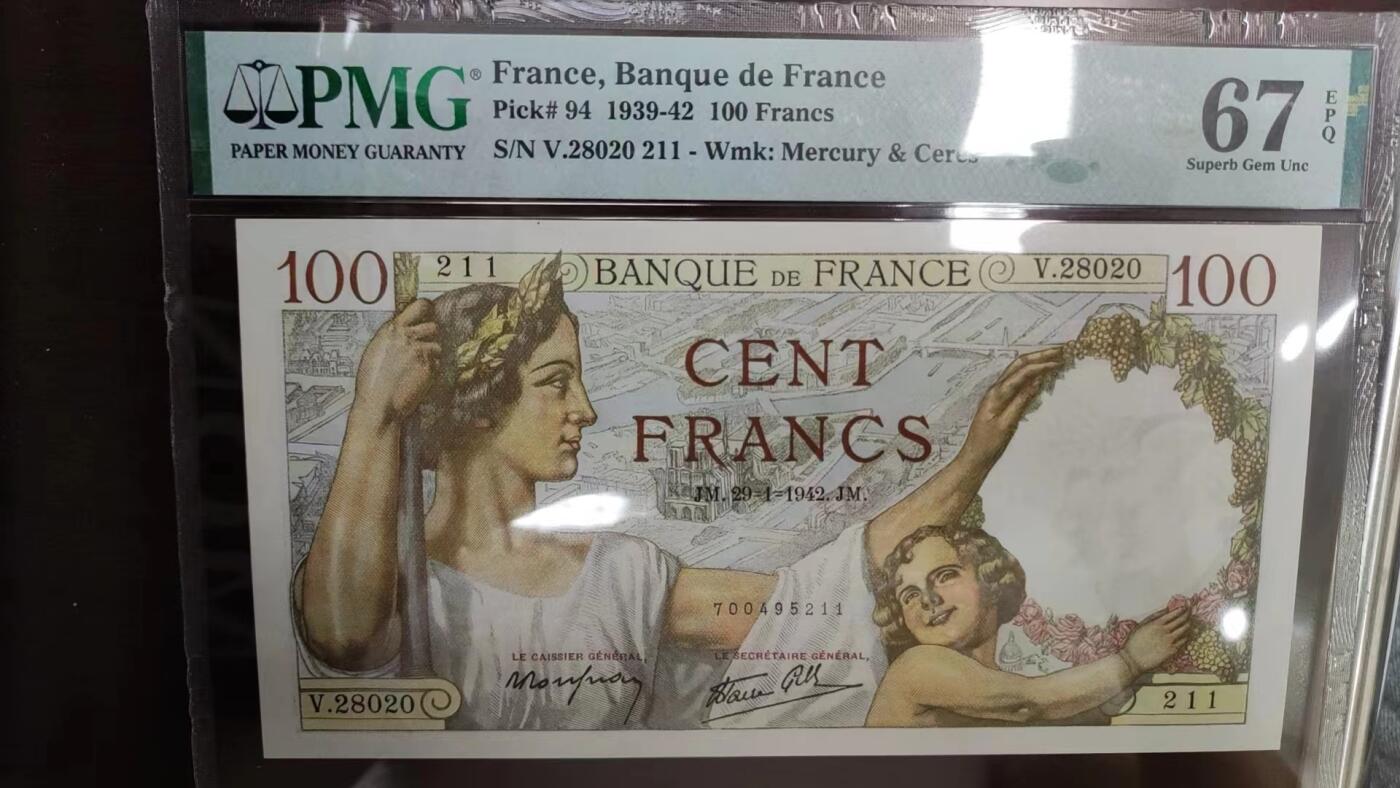 PMG® France, Banque de France
PAPER MONEY GUARANTY
Pick# 94 1939-42 100 Francs
S/N V.28020 211 - Wmk: Mercury & Ceres
67
EPQ
Superb Gem Unc
100 211 BANQUE DE FRANCE V.28020 100
CENT
FRANCS
JM. 29=1=1942. JM.
700495211
LE CAISSIER GÉNÉRAL, LE SECRÉTAIRE GÉNÉRAL,
V.28020 211